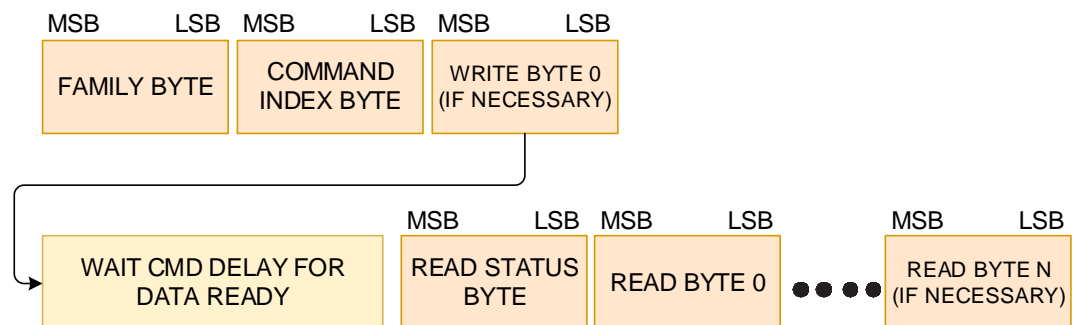 MSB LSB MSB LSB MSB LSB
FAMILY BYTE
COMMAND
INDEX BYTE
WRITE BYTE 0
(IF NECESSARY)
MSB LSB MSB LSB MSB LSB
WAIT CMD DELAY FOR
DATA READY
READ STATUS
BYTE
READ BYTE 0
READ BYTE N
(IF NECESSARY)